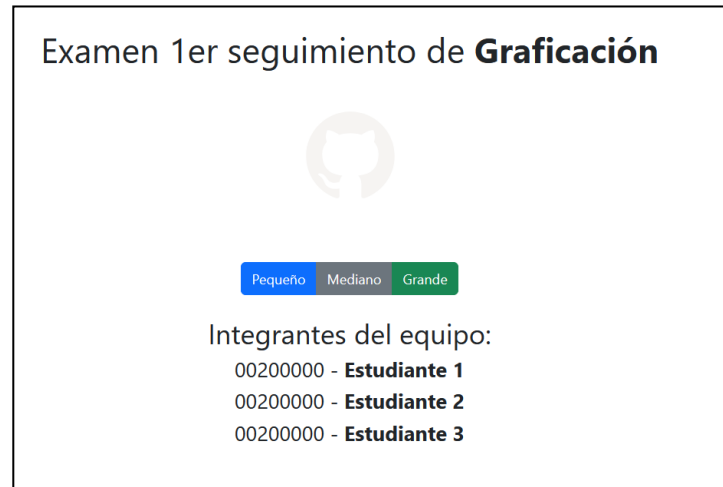 Examen 1er seguimiento de Graficación
Pequeño Mediano Grande
Integrantes del equipo:
00200000 - Estudiante 1
00200000 - Estudiante 2
00200000 - Estudiante 3